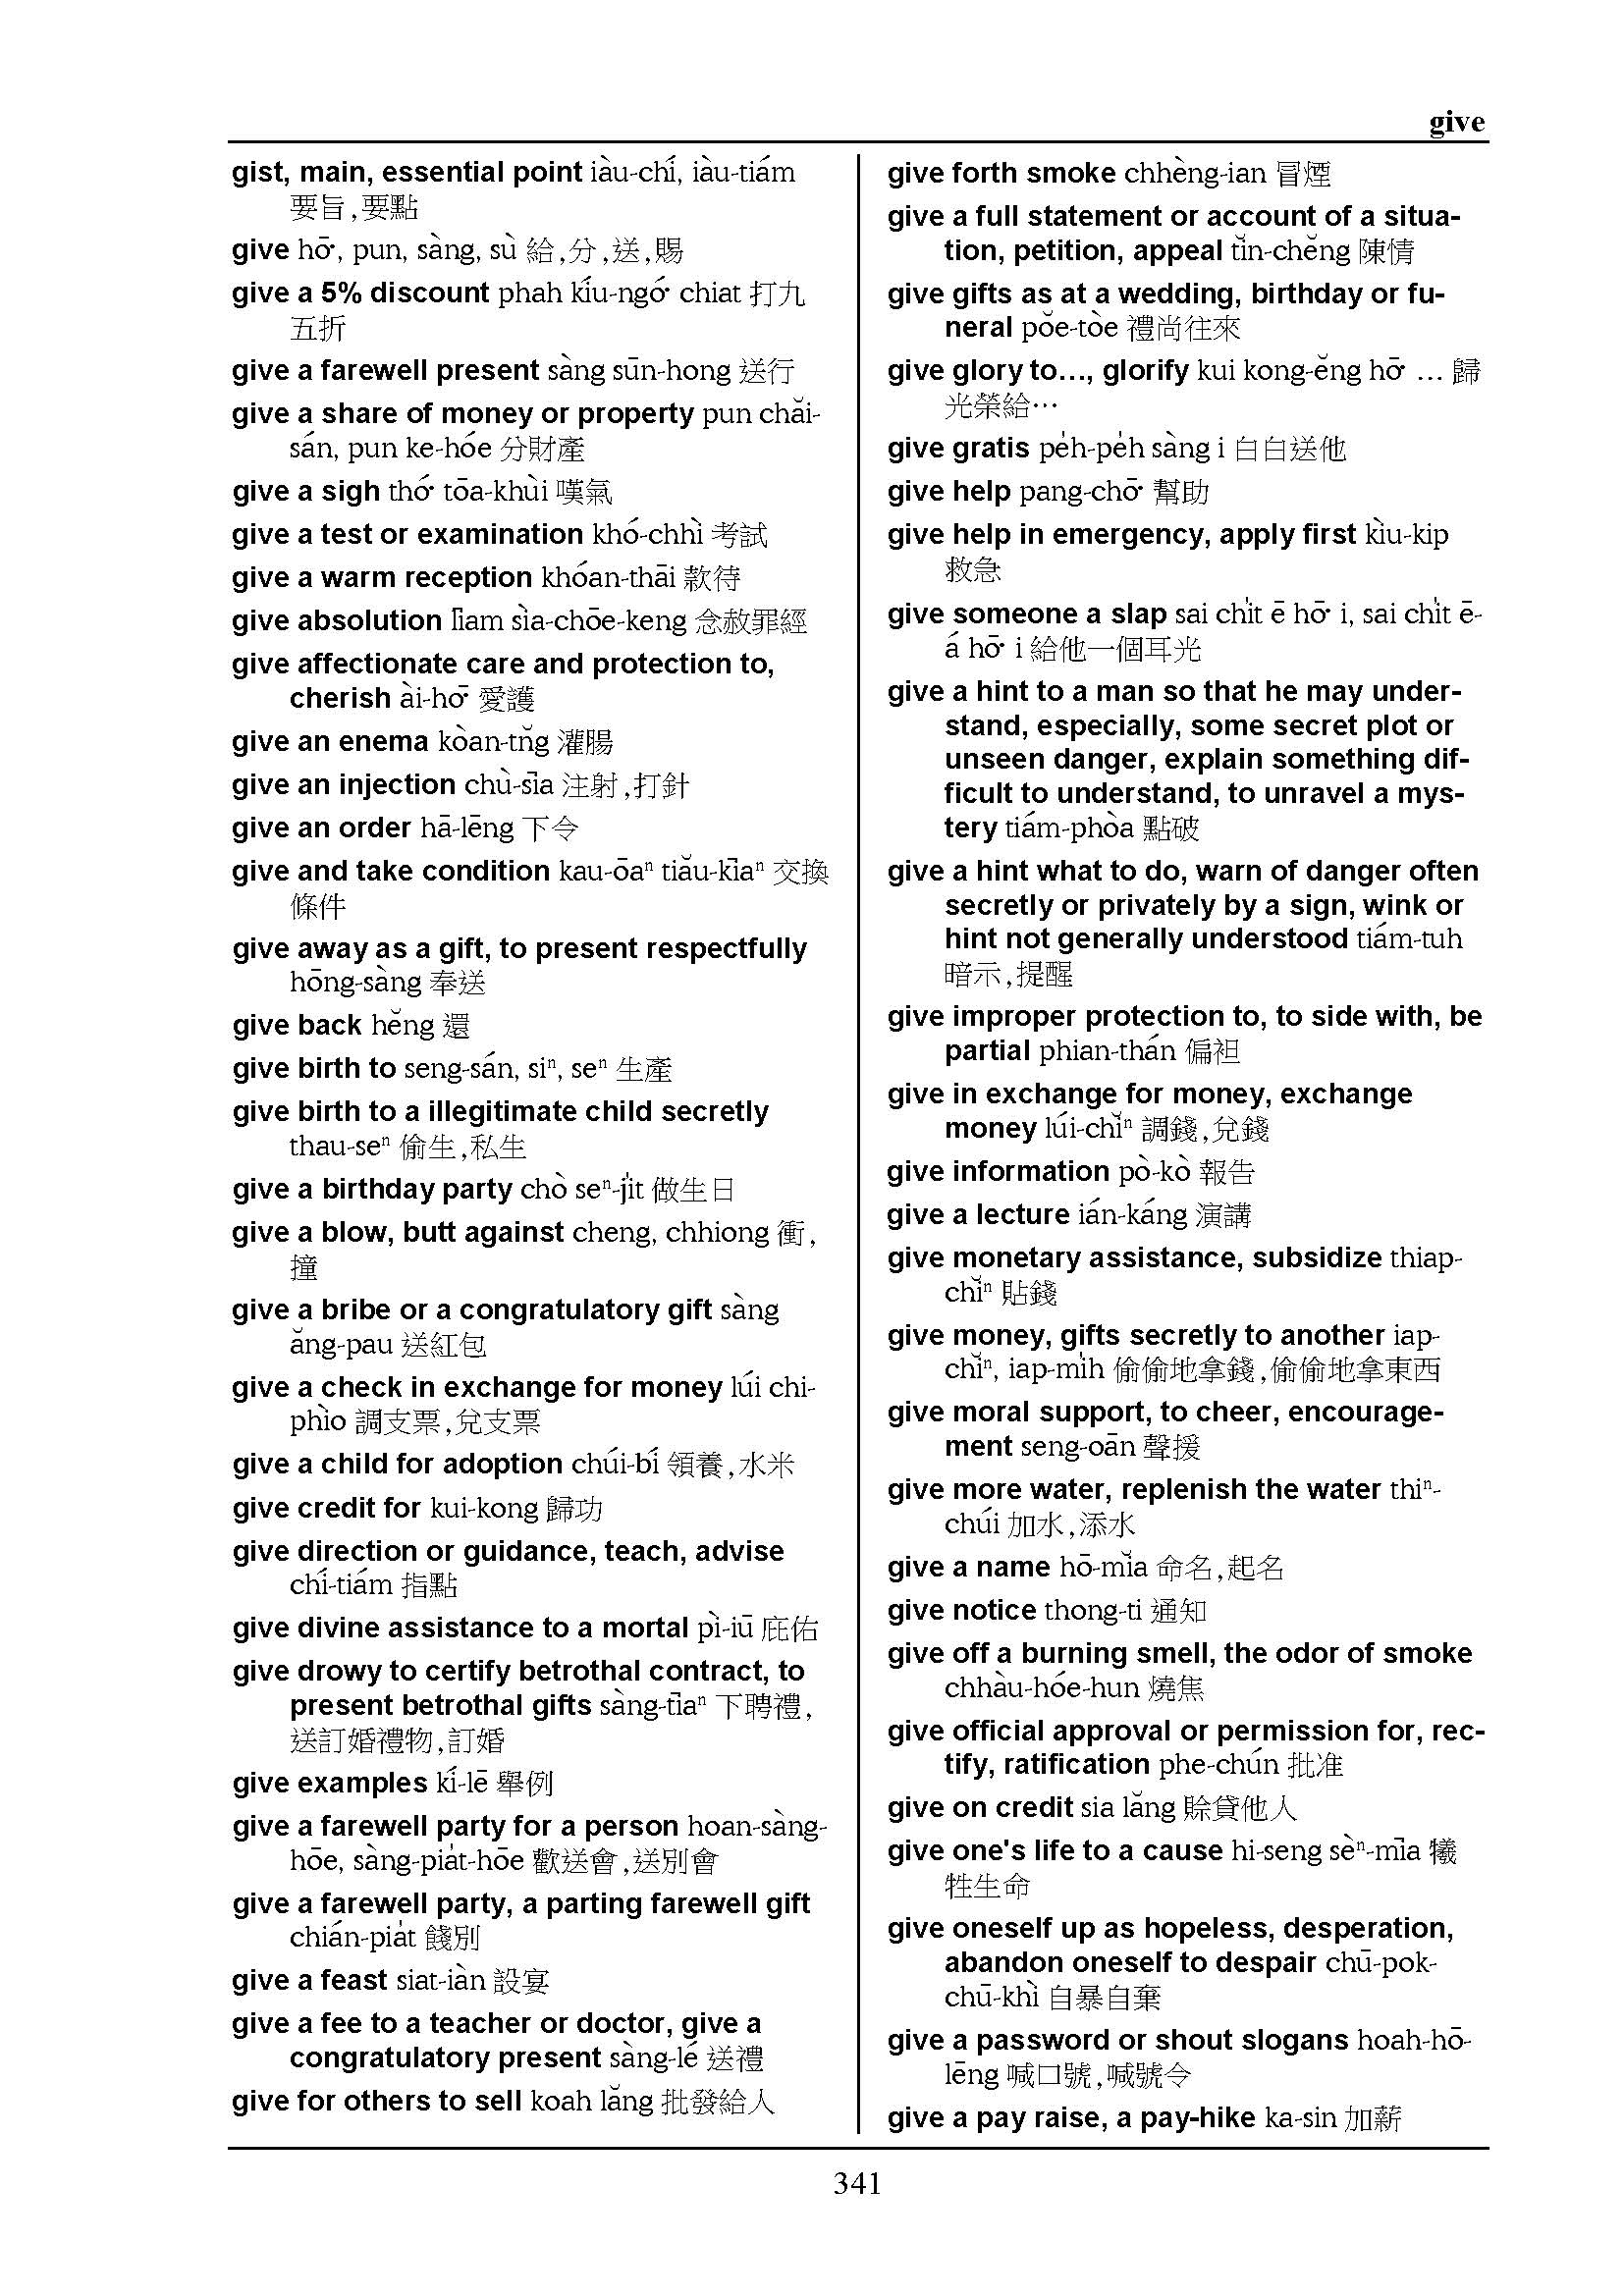 give
gist, main, essential point iàu-chí, iàu-tiám
要旨,要點
give hō͘, pun, sàng, sù 給,分,送,賜
give a 5% discount phah kíu-ngó͘ chiat 打九
五折
give a farewell present sàng sūn-hong 送行
give a share of money or property pun chăi-
sán, pun ke-hóe 分財產
give a sigh thó͘ tōa-khùi 嘆氣
give a test or examination khó-chhì 考試
give a warm reception khóan-thāi 款待
give absolution līam sìa-chōe-keng 念赦罪經
give affectionate care and protection to,
cherish ài-hō͘ 愛護
give an enema kòan-tn̆g 灌腸
give an injection chù-sīa 注射,打針
give an order hā-lēng 下令
give and take condition kau-ōaⁿ tiău-kīaⁿ 交換
條件
give away as a gift, to present respectfully
hōng-sàng 奉送
give back hĕng 還
give birth to seng-sán, siⁿ, seⁿ 生產
give birth to a illegitimate child secretly
thau-seⁿ 偷生,私生
give a birthday party chò seⁿ-ji̍t 做生日
give a blow, butt against cheng, chhiong 衝,
撞
give a bribe or a congratulatory gift sàng
ăng-pau 送紅包
give a check in exchange for money lúi chi-
phìo 調支票,兌支票
give a child for adoption chúi-bí 領養,水米
give credit for kui-kong 歸功
give direction or guidance, teach, advise
chí-tiám 指點
give divine assistance to a mortal pì-iū 庇佑
give drowy to certify betrothal contract, to
present betrothal gifts sàng-tīaⁿ 下聘禮,
送訂婚禮物,訂婚
give examples kí-lē 舉例
give a farewell party for a person hoan-sàng-
hōe, sàng-pia̍t-hōe 歡送會,送別會
give a farewell party, a parting farewell gift
chián-pia̍t 餞別
give a feast siat-iàn 設宴
give a fee to a teacher or doctor, give a
congratulatory present sàng-lé 送禮
give for others to sell koah lăng 批發給人
give forth smoke chhèng-ian 冒煙
give a full statement or account of a situa-
tion, petition, appeal tĭn-chĕng 陳情
give gifts as at a wedding, birthday or fu-
neral pŏe-tòe 禮尚往來
give glory to…, glorify kui kong-ĕng hō͘ … 歸
光榮給…
give gratis pe̍h-pe̍h sàng i 白白送他
give help pang-chō͘ 幫助
give help in emergency, apply first kìu-kip
救急
give someone a slap sai chi̍t ē hō͘ i, sai chi̍t ē-
á hō͘ i 給他一個耳光
give a hint to a man so that he may under-
stand, especially, some secret plot or
unseen danger, explain something dif-
ficult to understand, to unravel a mys-
tery tiám-phòa 點破
give a hint what to do, warn of danger often
secretly or privately by a sign, wink or
hint not generally understood tiám-tuh
暗示,提醒
give improper protection to, to side with, be
partial phian-thán 偏袒
give in exchange for money, exchange
money lúi-chĭⁿ 調錢,兌錢
give information pò-kò 報告
give a lecture ián-káng 演講
give monetary assistance, subsidize thiap-
chĭⁿ 貼錢
give money, gifts secretly to another iap-
chĭⁿ, iap-mi̍h 偷偷地拿錢,偷偷地拿東西
give moral support, to cheer, encourage-
ment seng-oān 聲援
give more water, replenish the water thiⁿ-
chúi 加水,添水
give a name hō-mĭa 命名,起名
give notice thong-ti 通知
give off a burning smell, the odor of smoke
chhàu-hóe-hun 燒焦
give official approval or permission for, rec-
tify, ratification phe-chún 批准
give on credit sia lăng 賒貸他人
give one's life to a cause hi-seng sèⁿ-mīa 犧
牲生命
give oneself up as hopeless, desperation,
abandon oneself to despair chū-pok-
chū-khì 自暴自棄
give a password or shout slogans hoah-hō-
lēng 喊口號,喊號令
give a pay raise, a pay-hike ka-sin 加薪
341